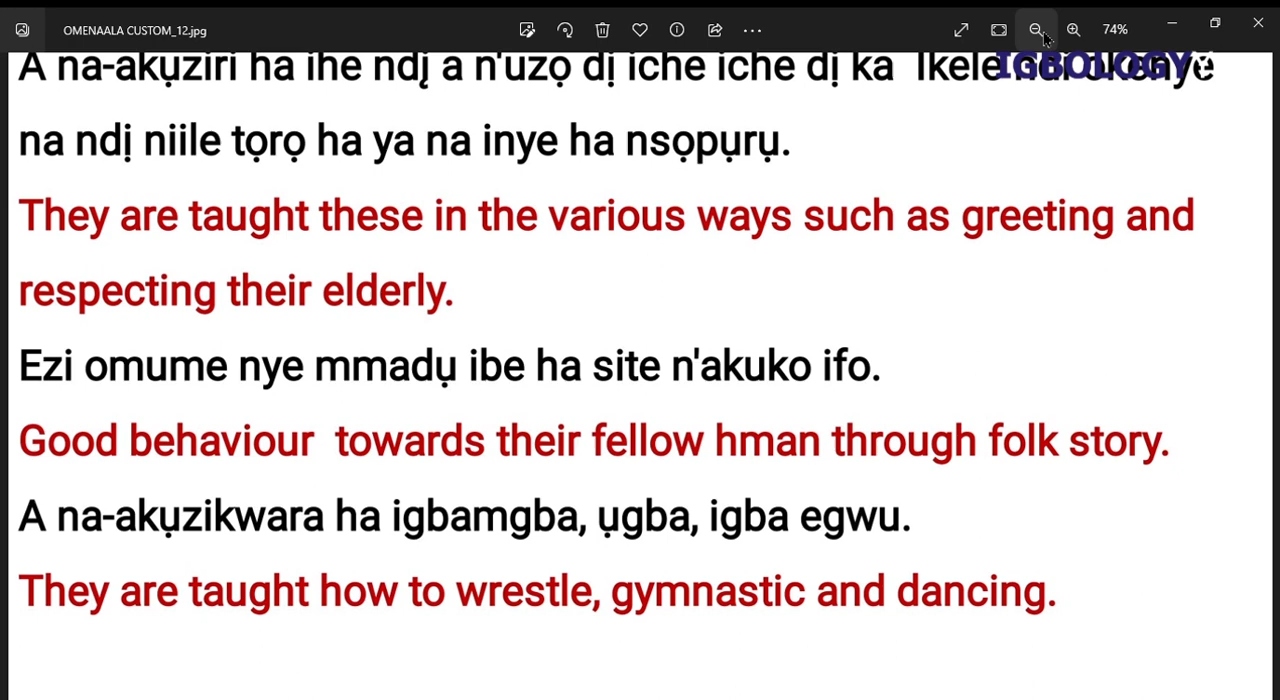 OMENAALA CUSTOM_12.jpg
74%
A na-akụziri ha ihe ndị a n'uzọ dị iche iche dị ka Ikele ndi okenye
IGBOLOGY
na ndị niile tọrọ ha ya na inye ha nsọpụrụ.
They are taught these in the various ways such as greeting and
respecting their elderly.
Ezi omume nye mmadụ ibe ha site n'akuko ifo.
Good behaviour towards their fellow hman through folk story.
A na-akụzikwara ha igbamgba, ụgba, igba egwu.
They are taught how to wrestle, gymnastic and dancing.